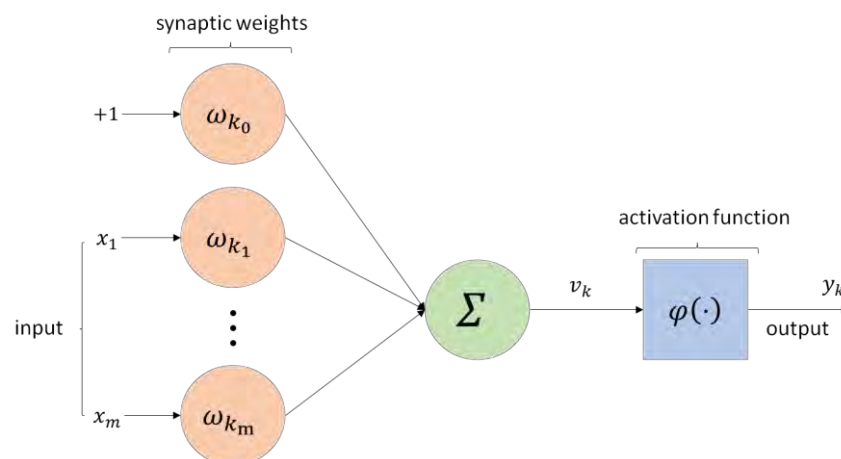 synaptic weights
+1
ω_{k_0}
x_1
ω_{k_1}
input
x_m
ω_{k_m}
Σ
v_k
activation function
φ(·)
y_k
output